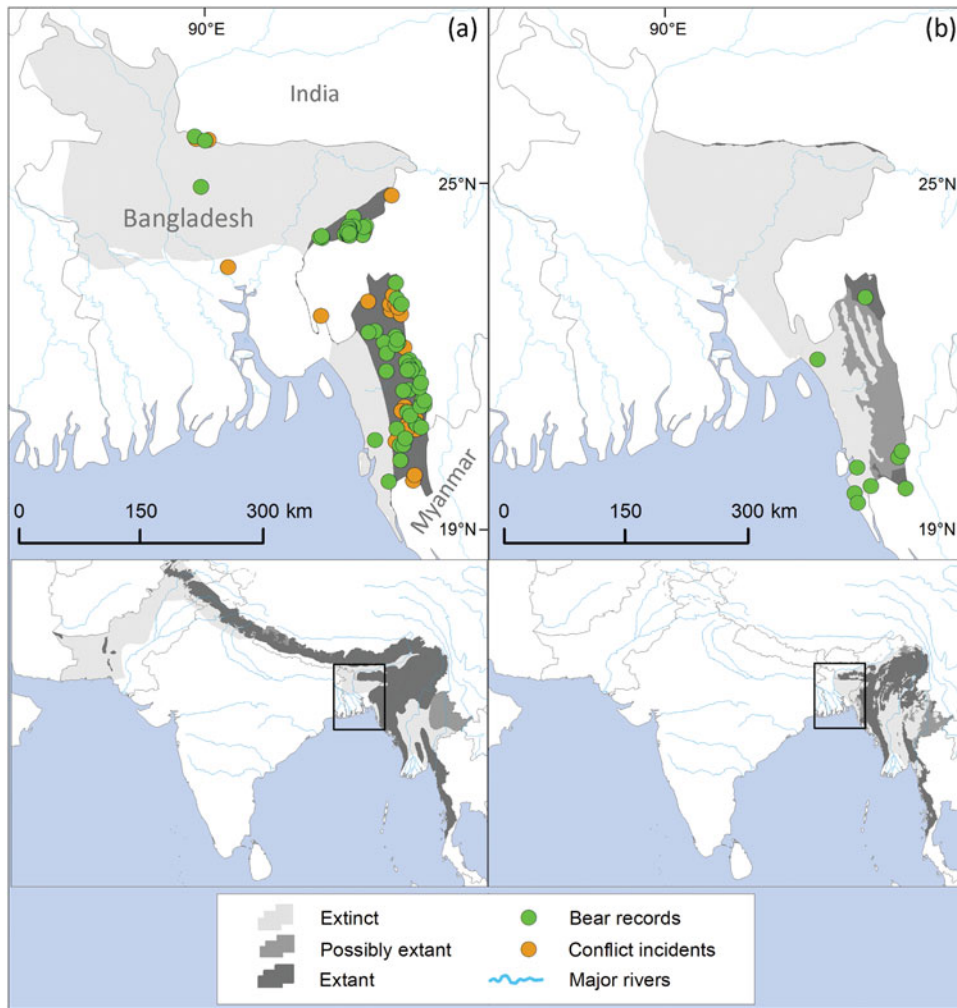 90°E
(a)
India
25°N
Bangladesh
Myanmar
0 150 300 km
19°N
90°E
(b)
25°N
0 150 300 km
19°N
Extinct
Possibly extant
Extant
Bear records
Conflict incidents
Major rivers